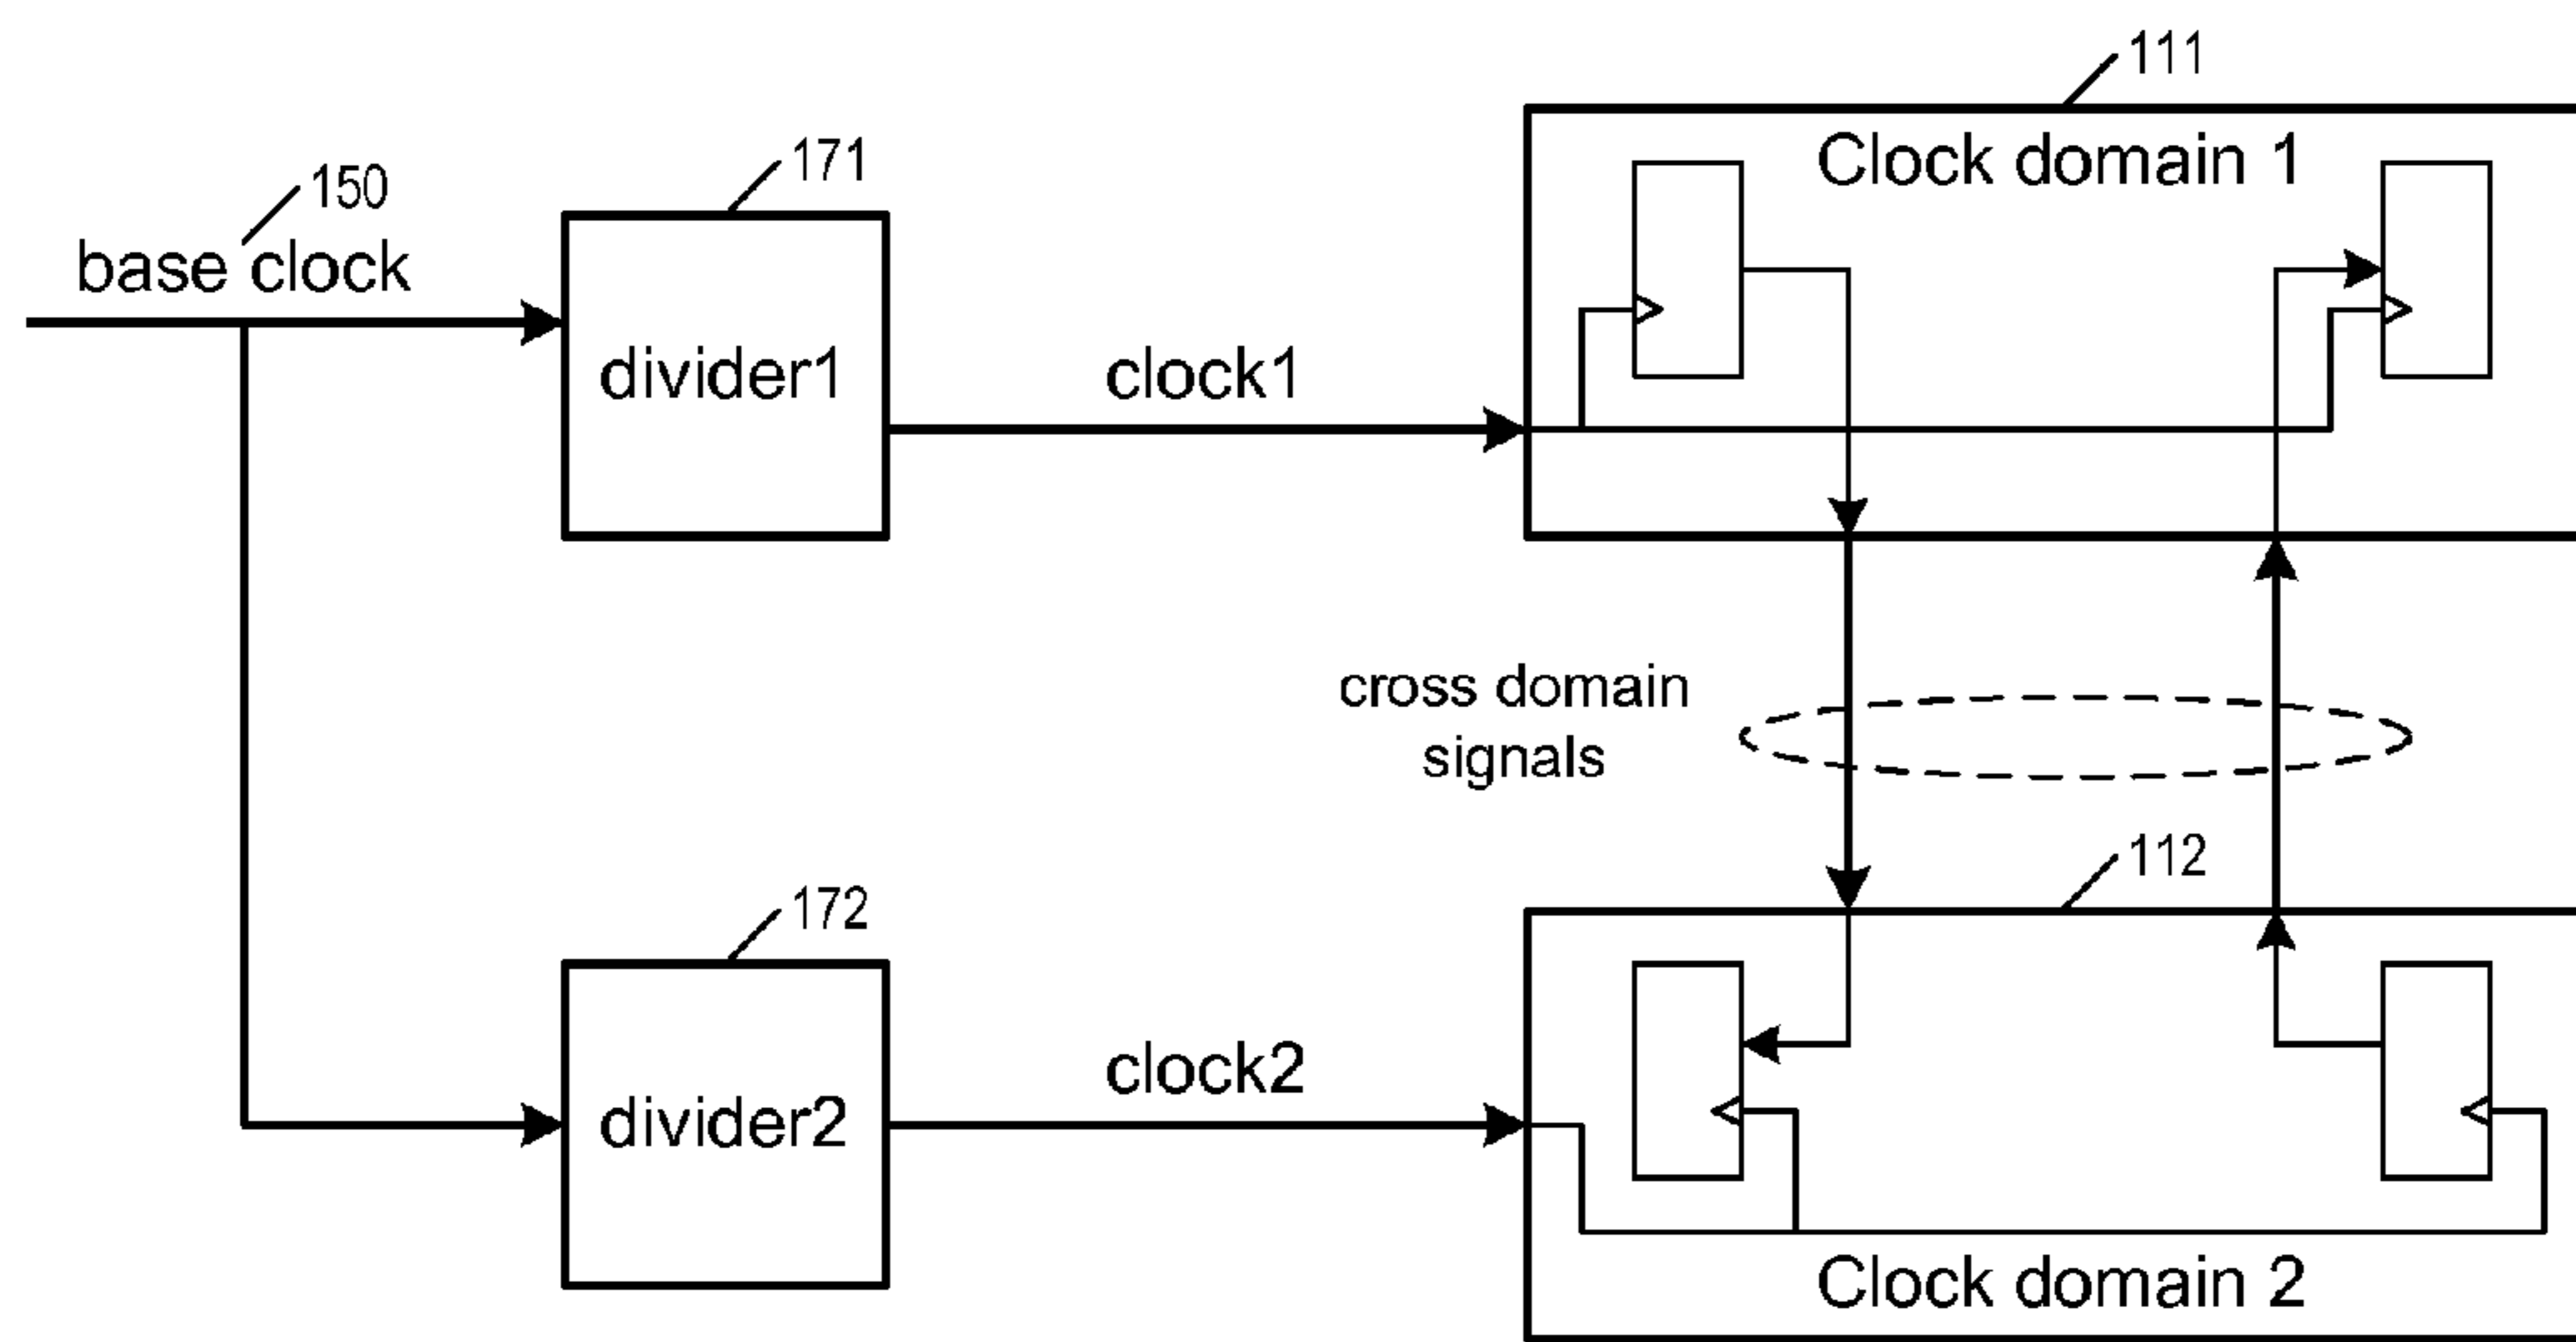 111
Clock domain 1
171
150
base clock
divider1
clock1
cross domain
signals
112
172
clock2
divider2
Clock domain 2